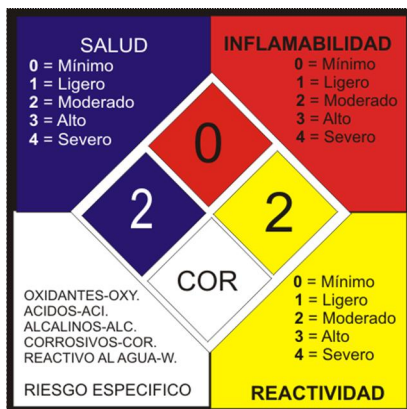 SALUD
0 = Mínimo
1 = Ligero
2 = Moderado
3 = Alto
4 = Severo
INFLAMABILIDAD
0 = Mínimo
1 = Ligero
2 = Moderado
3 = Alto
4 = Severo
0
2
2
COR
OXIDANTES-OXY.
ACIDOS-ACI.
ALCALINOS-ALC.
CORROSIVOS-COR.
REACTIVO AL AGUA-W.
RIESGO ESPECIFICO
0 = Mínimo
1 = Ligero
2 = Moderado
3 = Alto
4 = Severo
REACTIVIDAD